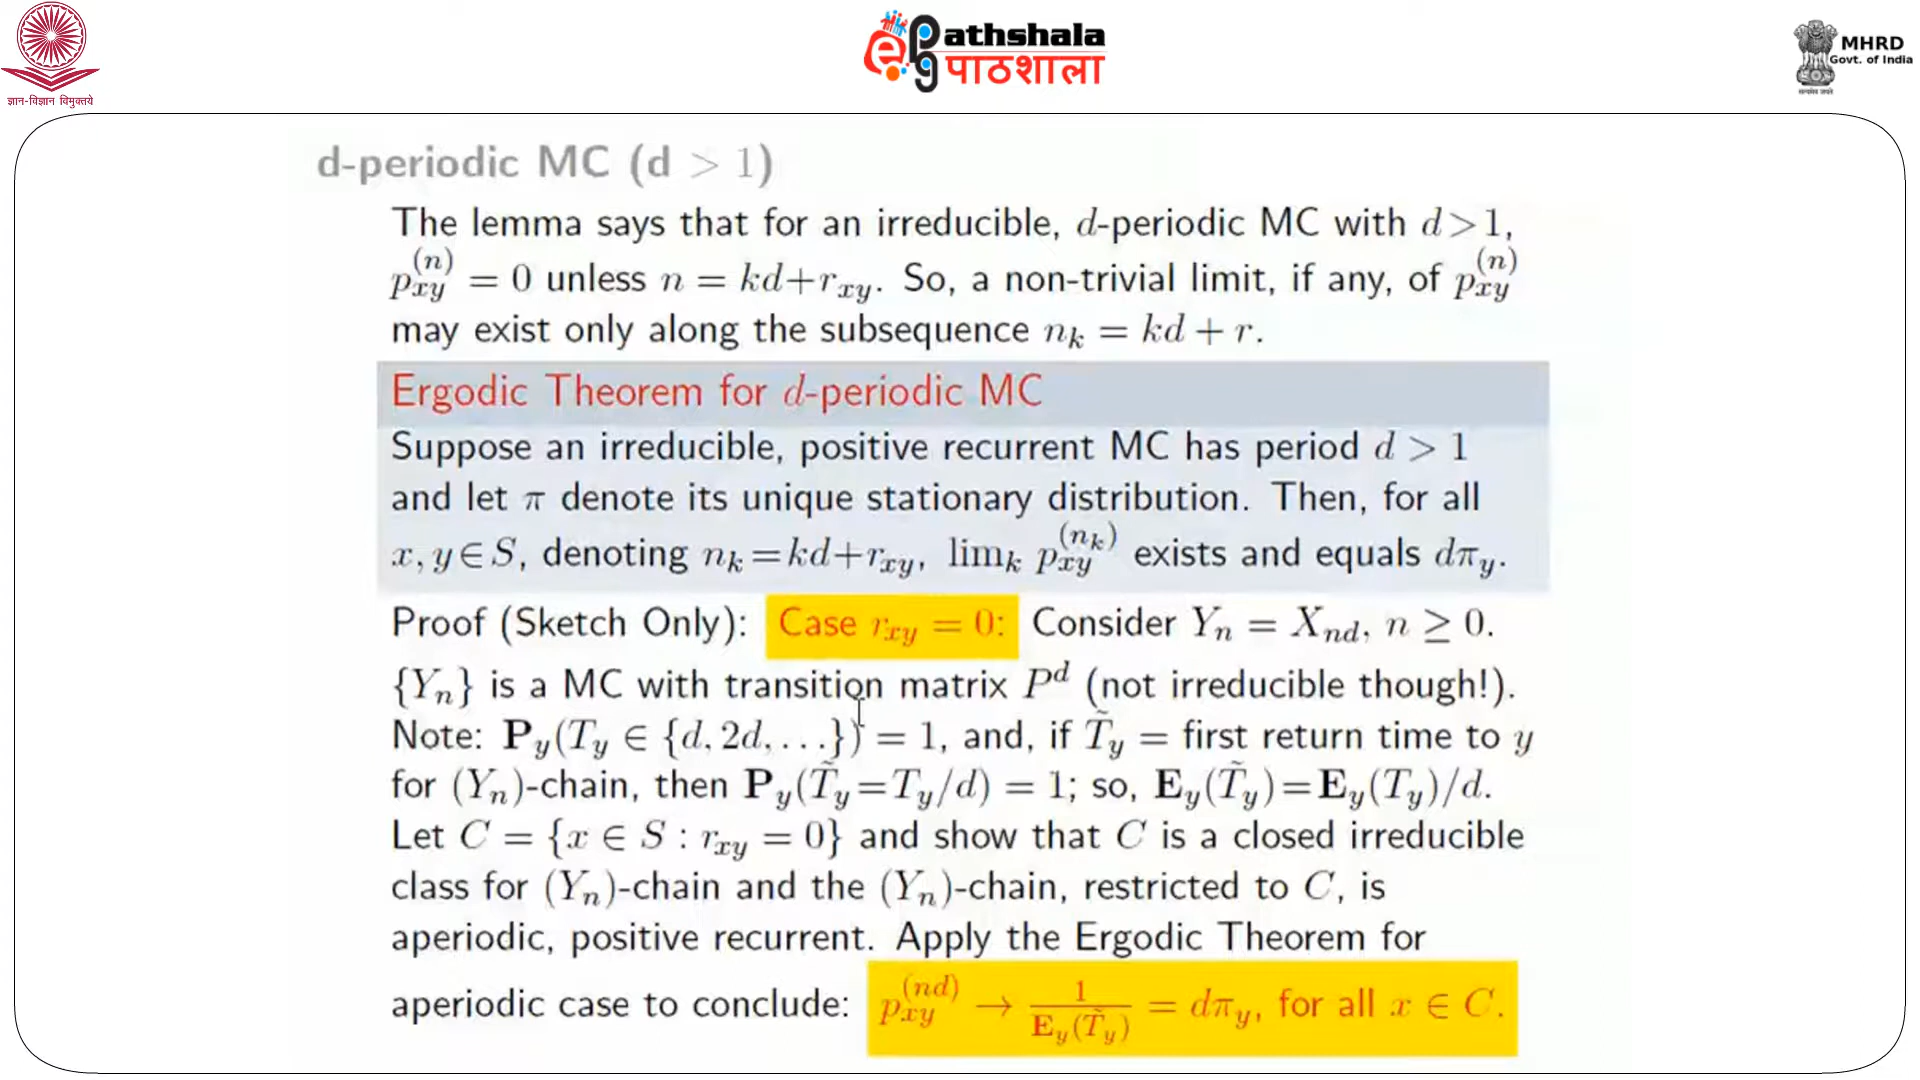 ज्ञान-विज्ञान विमुक्तये
ePathshala
पाठशाला
MHRD
Govt. of India
सत्यमेव जयते
d-periodic MC (d > 1)
The lemma says that for an irreducible, d-periodic MC with d>1,
p_{xy}^{(n)} = 0 unless n = kd+r_{xy}. So, a non-trivial limit, if any, of p_{xy}^{(n)}
may exist only along the subsequence n_k = kd + r.
Ergodic Theorem for d-periodic MC
Suppose an irreducible, positive recurrent MC has period d > 1
and let π denote its unique stationary distribution. Then, for all
x, y∈S, denoting n_k=kd+r_{xy}, lim_k p_{xy}^{(n_k)} exists and equals dπ_y.
Proof (Sketch Only): Case r_{xy} = 0: Consider Y_n = X_{nd}, n ≥ 0.
{Y_n} is a MC with transition matrix P^d (not irreducible though!).
Note: P_y(T_y ∈ {d, 2d, ...}) = 1, and, if T̃_y = first return time to y
for (Y_n)-chain, then P_y(T̃_y=T_y/d) = 1; so, E_y(T̃_y)=E_y(T_y)/d.
Let C = {x ∈ S : r_{xy} = 0} and show that C is a closed irreducible
class for (Y_n)-chain and the (Y_n)-chain, restricted to C, is
aperiodic, positive recurrent. Apply the Ergodic Theorem for
aperiodic case to conclude: p_{xy}^{(nd)} → 1/E_y(T̃_y) = dπ_y, for all x ∈ C.